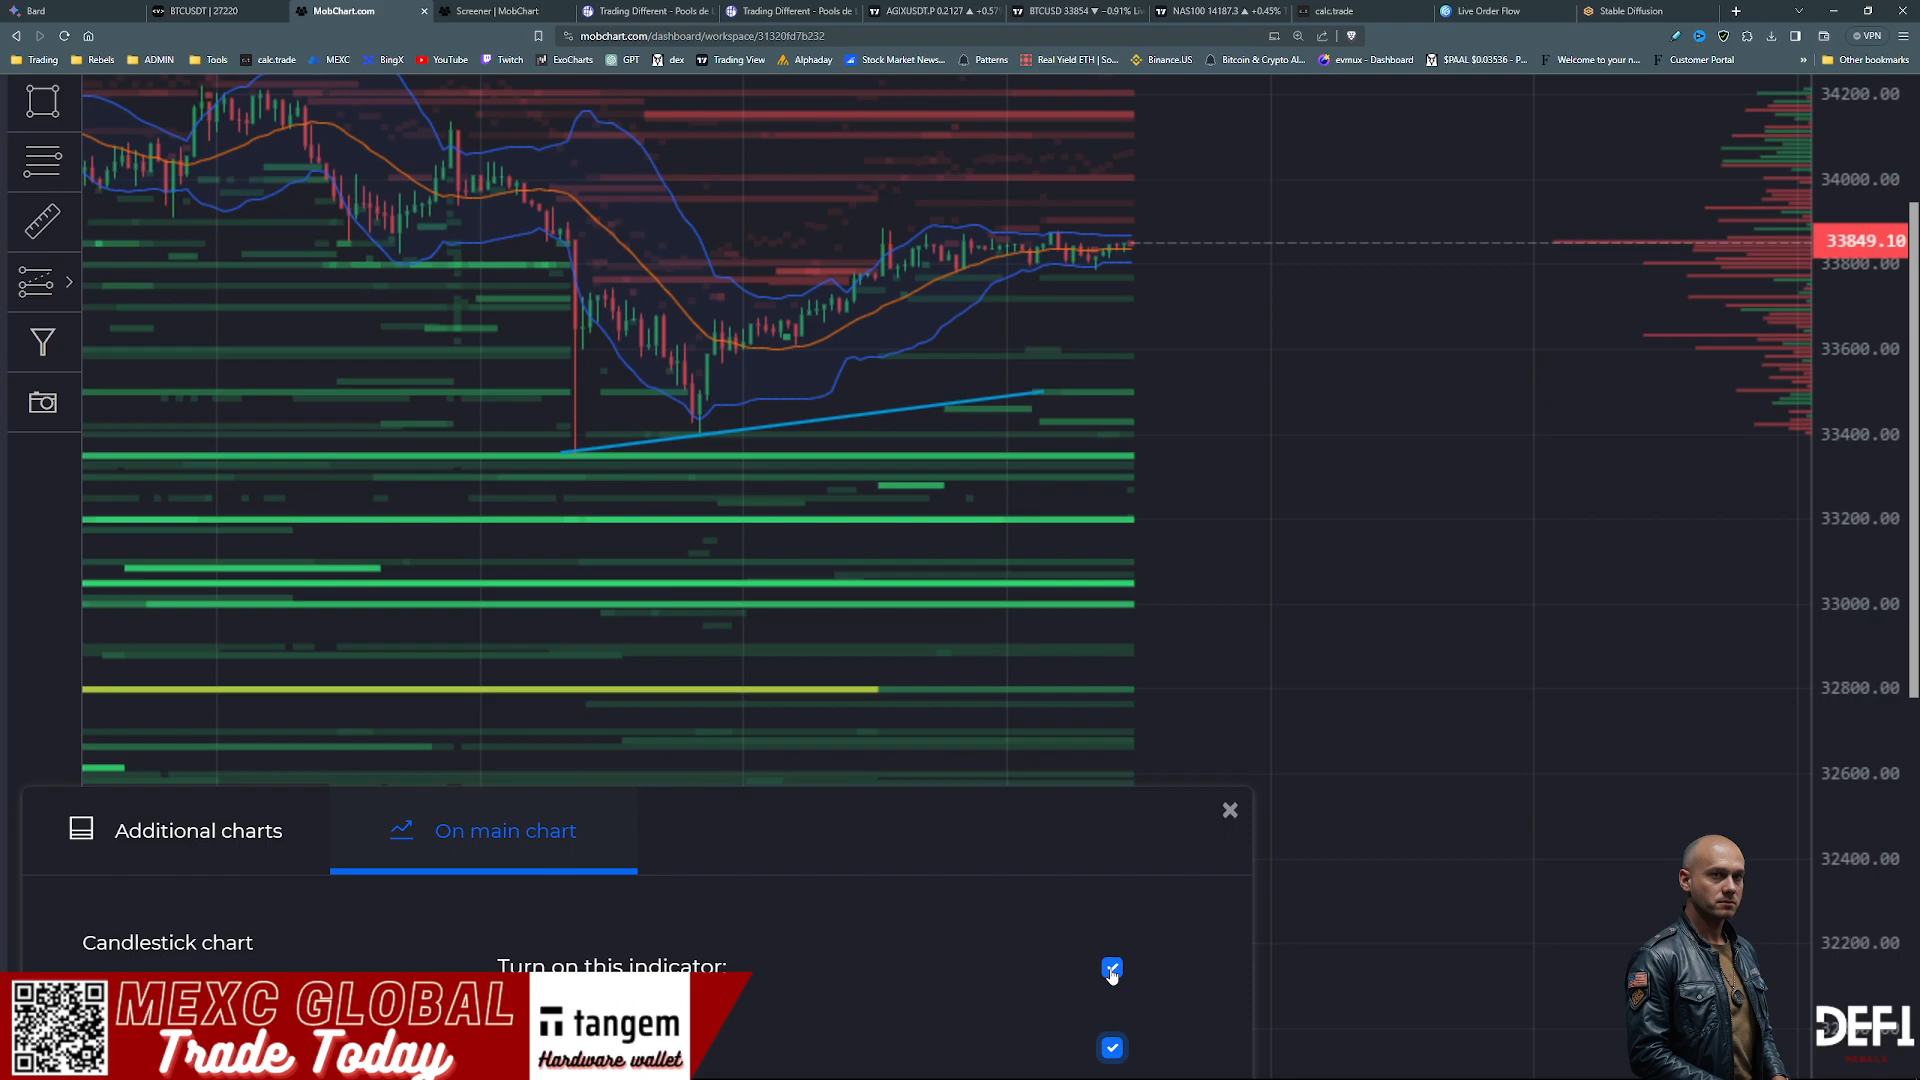 Bard
BTCUSDT | 27220
MobChart.com
Screener | MobChart
Trading Different - Pools de
Trading Different - Pools de
AGIXUSDT.P 0.2127 ▲ +0.57
BTCUSD 33854 ▼ −0.91%
NAS100 14187.3 ▲ +0.45%
calc.trade
Live Order Flow
Stable Diffusion
mobchart.com/dashboard/workspace/31320fd7b232
VPN
Trading
Rebels
ADMIN
Tools
calc.trade
MEXC
BingX
YouTube
Twitch
ExoCharts
GPT
dex
Trading View
Alphaday
Stock Market News...
Patterns
Real Yield ETH | So...
Binance.US
Bitcoin & Crypto AI...
evmux - Dashboard
$PAAL $0.03536 - P...
Welcome to your n...
Customer Portal
Other bookmarks
34200.00
34000.00
33849.10
33800.00
33600.00
33400.00
33200.00
33000.00
32800.00
32600.00
32400.00
32200.00
Additional charts
On main chart
Candlestick chart
Turn on this indicator:
MEXC GLOBAL
Trade Today
tangem
Hardware wallet
DEFI